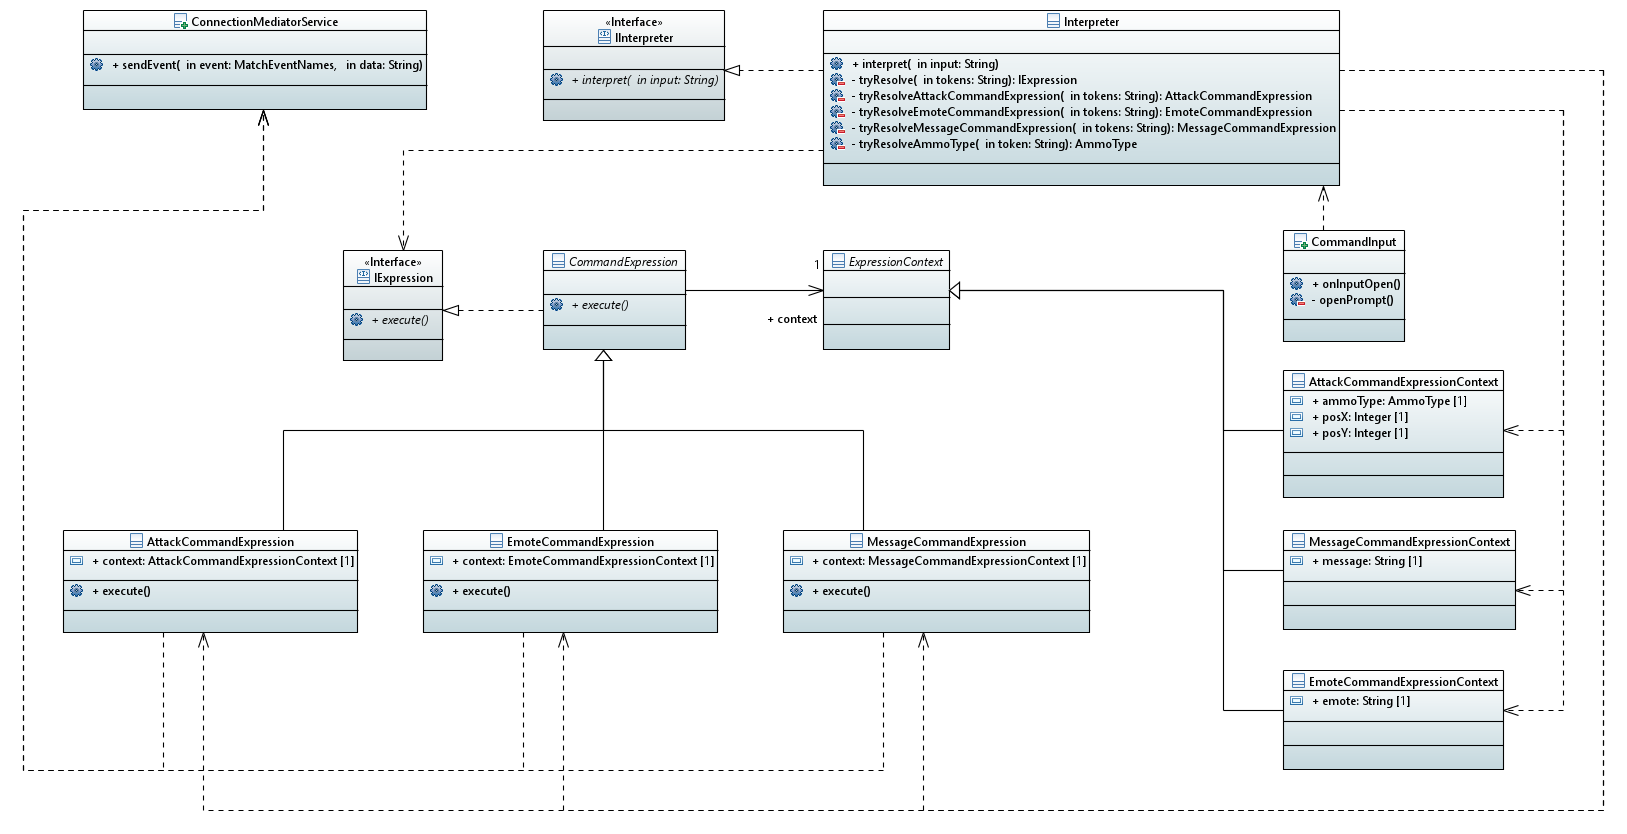 ConnectionMediatorService
+ sendEvent(  in event: MatchEventNames,   in data: String)
«Interface»
IInterpreter
+ interpret(  in input: String)
Interpreter
+ interpret(  in input: String)
- tryResolve(  in tokens: String): IExpression
- tryResolveAttackCommandExpression(  in tokens: String): AttackCommandExpression
- tryResolveEmoteCommandExpression(  in tokens: String): EmoteCommandExpression
- tryResolveMessageCommandExpression(  in tokens: String): MessageCommandExpression
- tryResolveAmmoType(  in token: String): AmmoType
«Interface»
IExpression
+ execute()
CommandExpression
+ execute()
1
+ context
ExpressionContext
CommandInput
+ onInputOpen()
- openPrompt()
AttackCommandExpressionContext
+ ammoType: AmmoType [1]
+ posX: Integer [1]
+ posY: Integer [1]
AttackCommandExpression
+ context: AttackCommandExpressionContext [1]
+ execute()
EmoteCommandExpression
+ context: EmoteCommandExpressionContext [1]
+ execute()
MessageCommandExpression
+ context: MessageCommandExpressionContext [1]
+ execute()
MessageCommandExpressionContext
+ message: String [1]
EmoteCommandExpressionContext
+ emote: String [1]